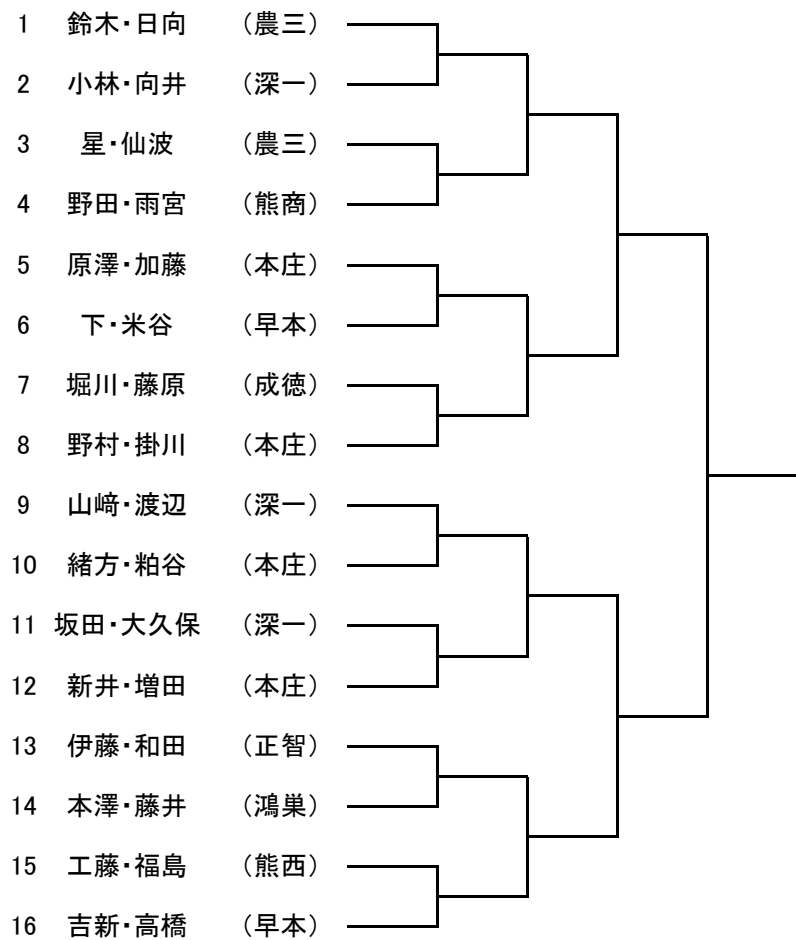 1 鈴木・日向 （農三）
2 小林・向井 （深一）
3 星・仙波 （農三）
4 野田・雨宮 （熊商）
5 原澤・加藤 （本庄）
6 下・米谷 （早本）
7 堀川・藤原 （成徳）
8 野村・掛川 （本庄）
9 山﨑・渡辺 （深一）
10 緒方・粕谷 （本庄）
11 坂田・大久保 （深一）
12 新井・増田 （本庄）
13 伊藤・和田 （正智）
14 本澤・藤井 （鴻巣）
15 工藤・福島 （熊西）
16 吉新・高橋 （早本）